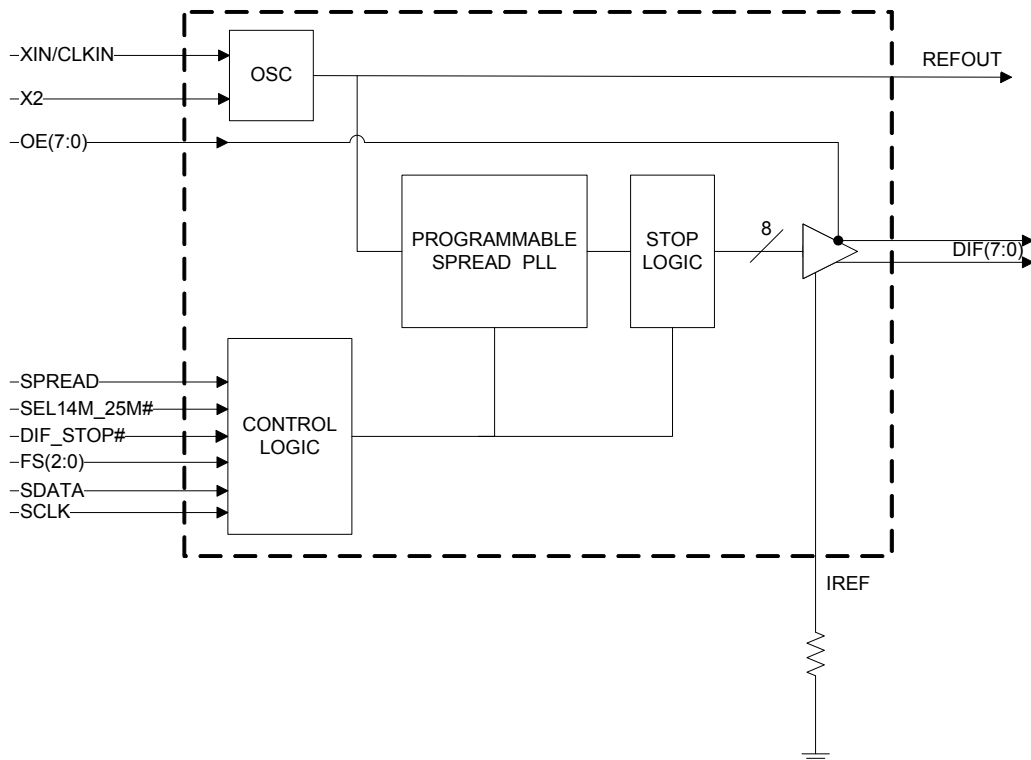 XIN/CLKIN
X2
OE(7:0)
OSC
REFOUT
PROGRAMMABLE
SPREAD PLL
STOP
LOGIC
8
DIF(7:0)
SPREAD
SEL14M_25M#
DIF_STOP#
FS(2:0)
SDATA
SCLK
CONTROL
LOGIC
IREF